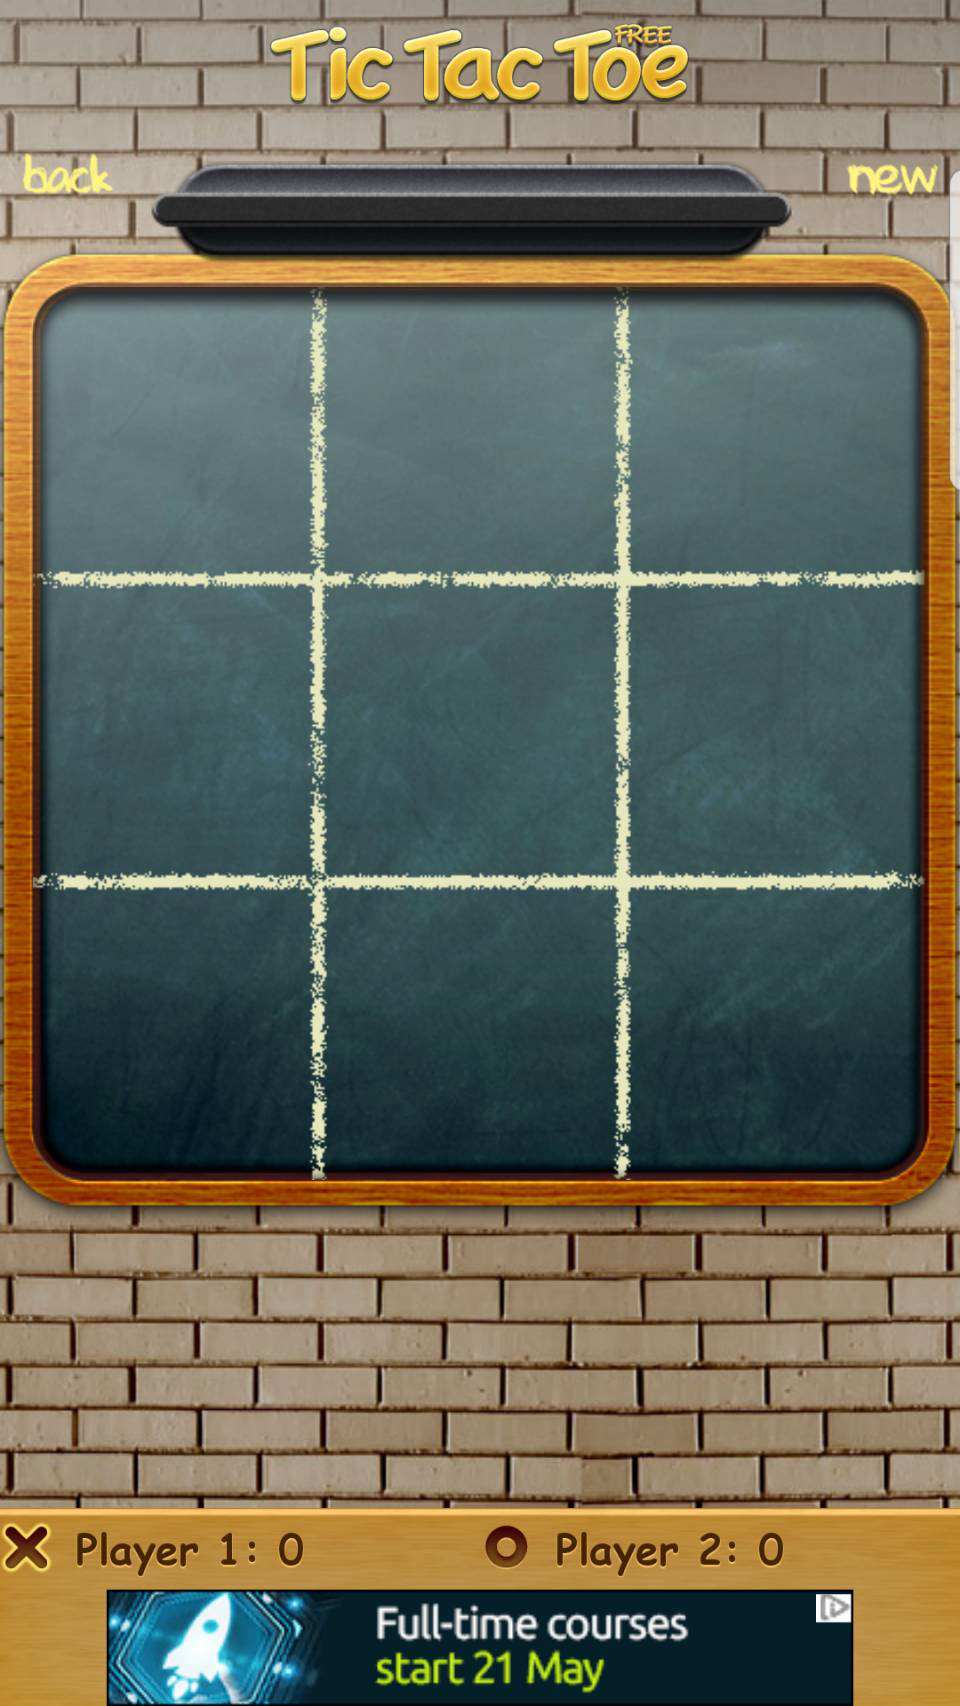 Tic Tac Toe FREE
back
new
Player 1: 0
Player 2: 0
Full-time courses
start 21 May